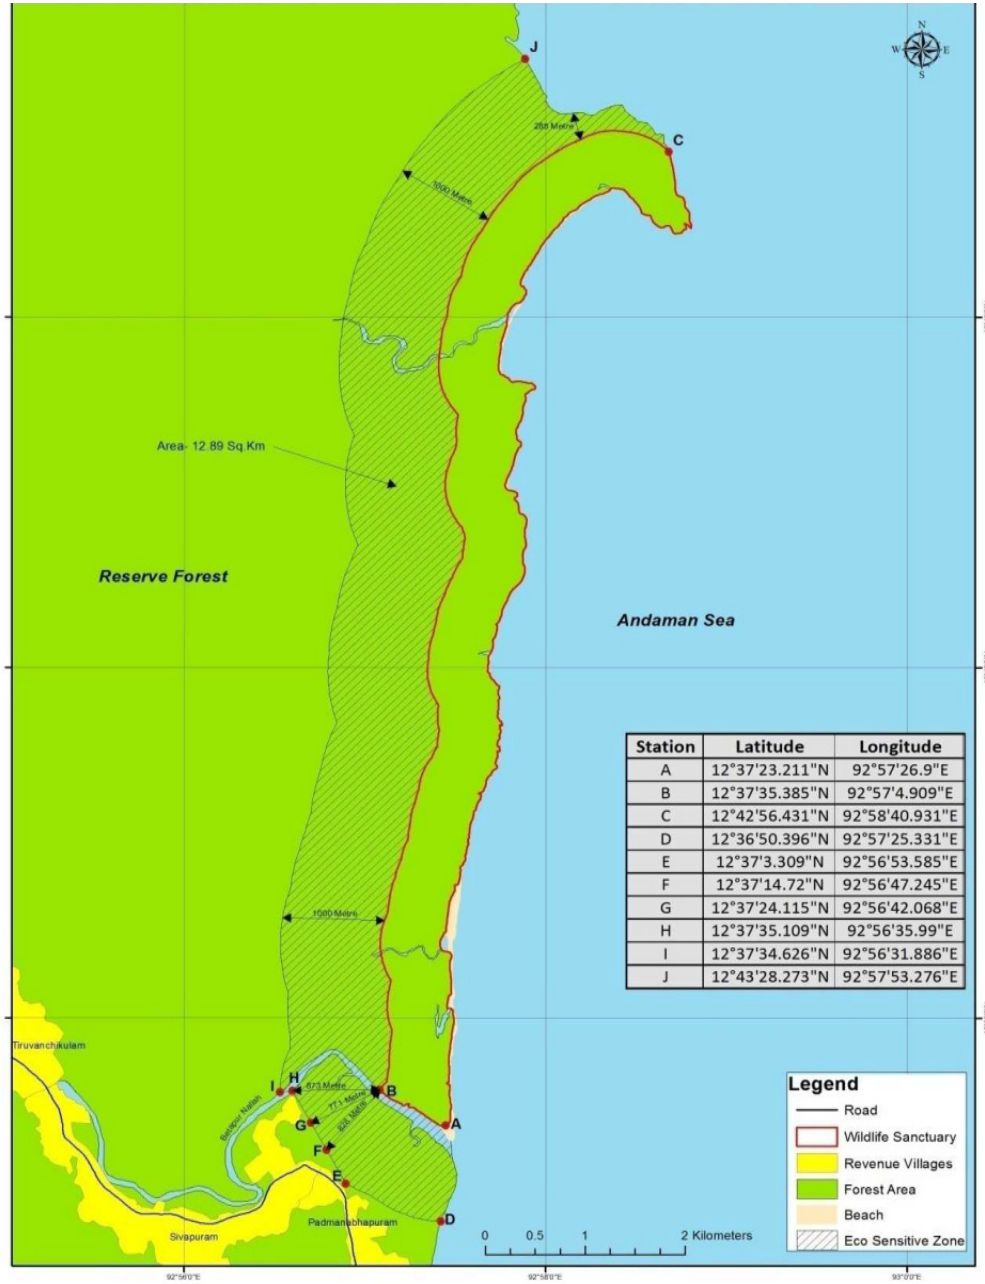 N
W E
S
J
288 Metre
C
1000 Metre
Area- 12.89 Sq.Km
Reserve Forest
Andaman Sea
Station Latitude Longitude
A 12°37'23.211"N 92°57'26.9"E
B 12°37'35.385"N 92°57'4.909"E
C 12°42'56.431"N 92°58'40.931"E
D 12°36'50.396"N 92°57'25.331"E
E 12°37'3.309"N 92°56'53.585"E
F 12°37'14.72"N 92°56'47.245"E
G 12°37'24.115"N 92°56'42.068"E
H 12°37'35.109"N 92°56'35.99"E
I 12°37'34.626"N 92°56'31.886"E
J 12°43'28.273"N 92°57'53.276"E
1000 Metre
Tiruvanchikulam
I H B
873 Metre
771 Metre
828 Metre
Betapur Nallah
G
A
F
E
Padmanabhapuram
D
Sivapuram
0 0.5 1 2 Kilometers
Legend
Road
Wildlife Sanctuary
Revenue Villages
Forest Area
Beach
Eco Sensitive Zone
92°56'0"E 92°58'0"E 93°0'0"E